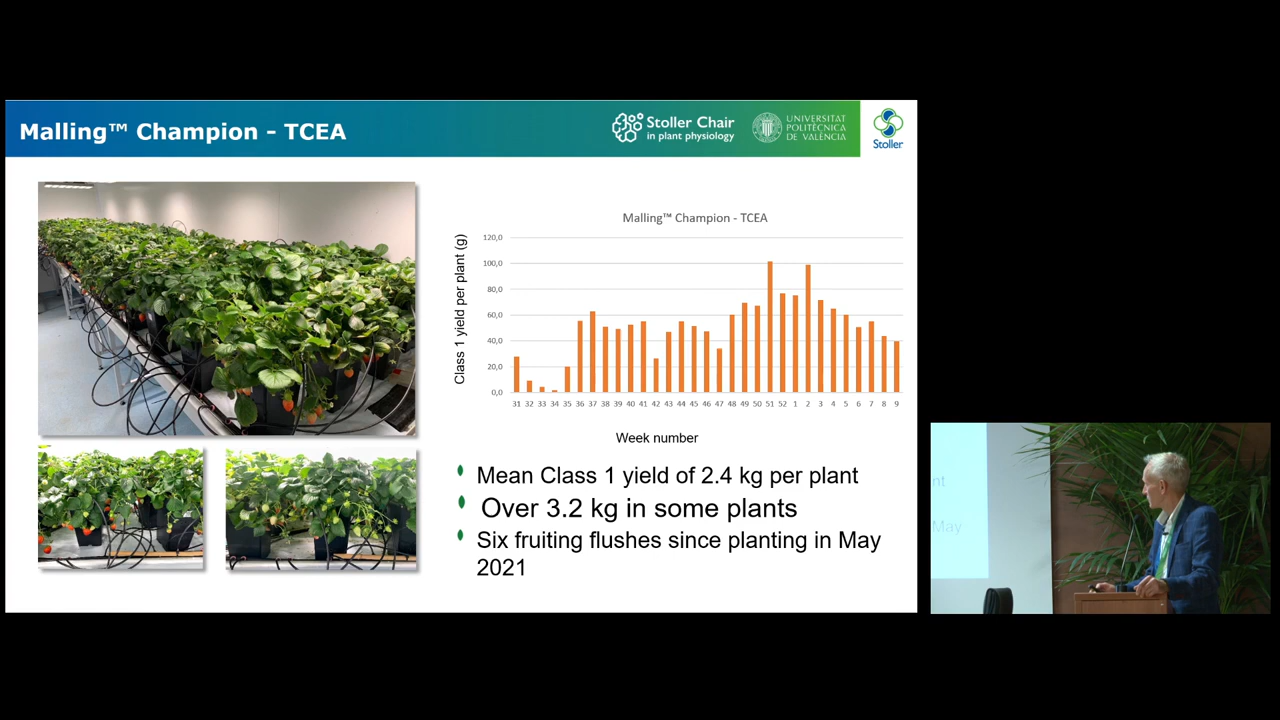 Malling™ Champion - TCEA
Stoller Chair
in plant physiology
UNIVERSITAT
POLITÈCNICA
DE VALÈNCIA
Stoller
Malling™ Champion - TCEA
Class 1 yield per plant (g)
120,0
100,0
80,0
60,0
40,0
20,0
0,0
31 32 33 34 35 36 37 38 39 40 41 42 43 44 45 46 47 48 49 50 51 52 1 2 3 4 5 6 7 8 9
Week number
Mean Class 1 yield of 2.4 kg per plant
Over 3.2 kg in some plants
Six fruiting flushes since planting in May
2021
nt
May